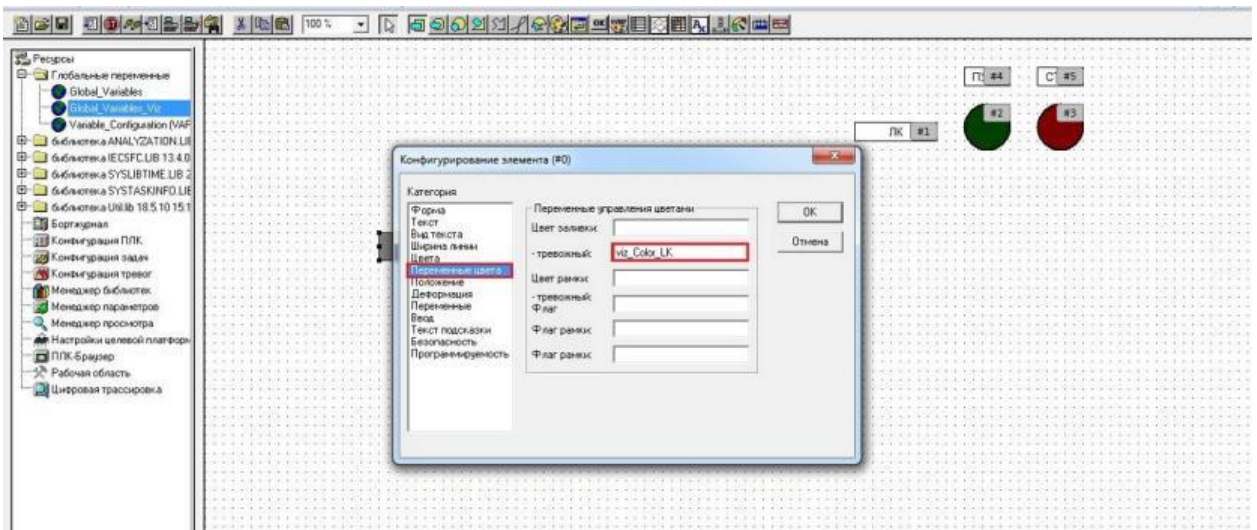 100 %
Ресурсы
Глобальные переменные
Global_Variables
Global_Variables_Viz
Variable_Configuration (VAF
библиотека ANALYZATION.LIE
библиотека IECSFC.LIB 13.4.0
библиотека SYSLIBTIME.LIB 2
библиотека SYSTASKINFO.LIE
библиотека Util.lib 18.5.10 15:1
Бортжурнал
Конфигурация ПЛК
Конфигурация задач
Конфигурация тревог
Менеджер библиотек
Менеджер параметров
Менеджер просмотра
Настройки целевой платформ
ПЛК-Браузер
Рабочая область
Цифровая трассировка
#4
#5
#2
#3
ЛК #1
Конфигурирование элемента (#0)
Категория
Форма
Текст
Вид текста
Ширина линии
Цвета
Переменные цвета
Положение
Деформация
Переменные
Ввод
Текст подсказки
Безопасность
Программируемость
Переменные управления цветами
Цвет заливки:
- тревожный: viz_Color_LK
Цвет рамки:
- тревожный:
Флаг
Флаг рамки:
Флаг рамки:
OK
Отмена